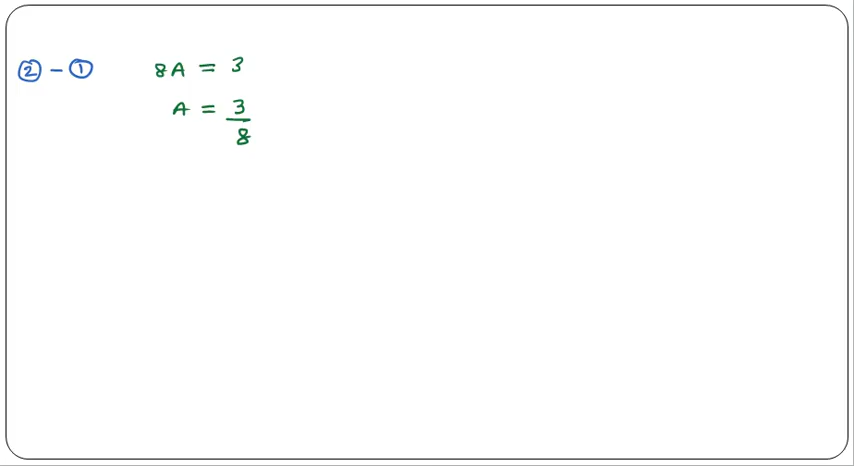 ② - ① 8A = 3
A = 3/8